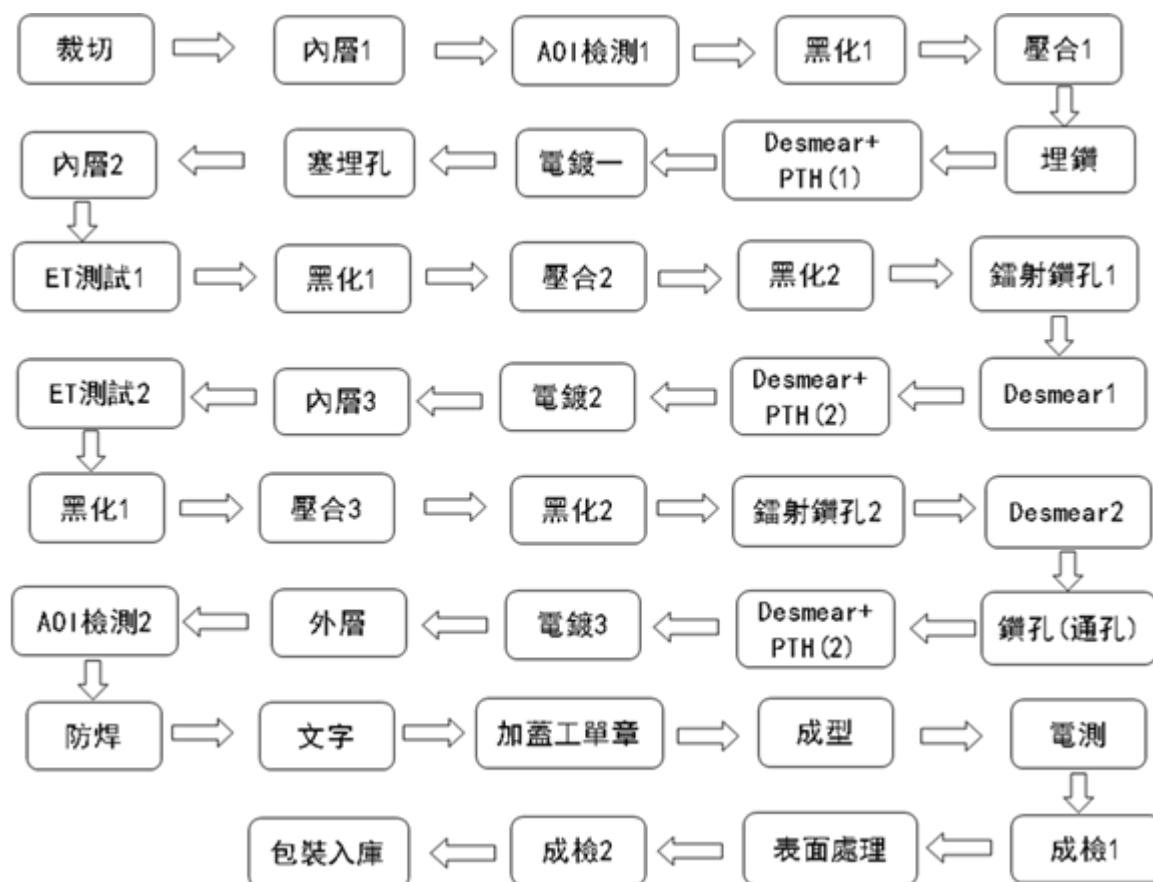 裁切
內層1
AOI檢測1
黑化1
壓合1
埋鑽
Desmear+
PTH(1)
電鍍一
塞埋孔
內層2
ET測試1
黑化1
壓合2
黑化2
鐳射鑽孔1
Desmear1
Desmear+
PTH(2)
電鍍2
內層3
ET測試2
黑化1
壓合3
黑化2
鐳射鑽孔2
Desmear2
鑽孔(通孔)
Desmear+
PTH(2)
電鍍3
外層
AOI檢測2
防焊
文字
加蓋工單章
成型
電測
成檢1
表面處理
成檢2
包裝入庫